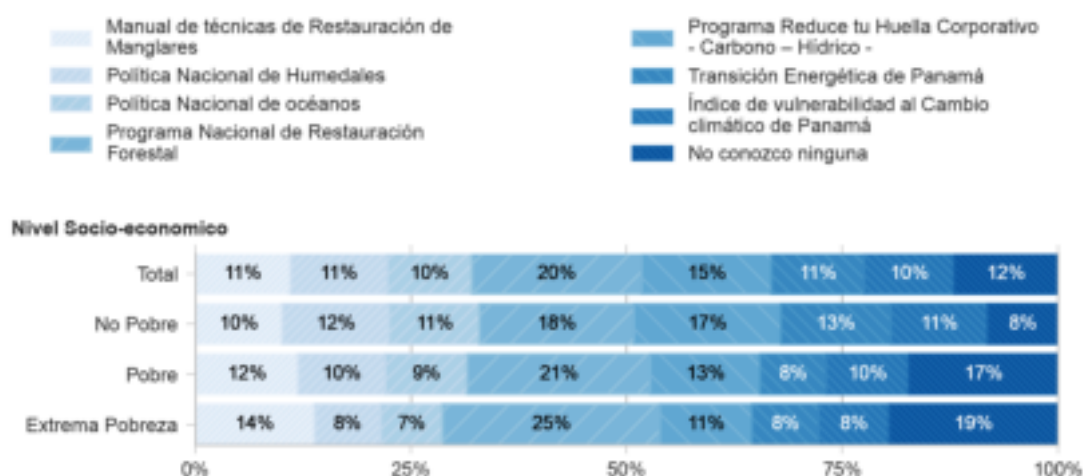 Manual de técnicas de Restauración de
Manglares
Política Nacional de Humedales
Política Nacional de océanos
Programa Nacional de Restauración
Forestal
Programa Reduce tu Huella Corporativo
- Carbono – Hídrico -
Transición Energética de Panamá
Índice de vulnerabilidad al Cambio
climático de Panamá
No conozco ninguna
Nivel Socio-economico
Total 11% 11% 10% 20% 15% 11% 10% 12%
No Pobre 10% 12% 11% 18% 17% 13% 11% 8%
Pobre 12% 10% 9% 21% 13% 8% 10% 17%
Extrema Pobreza 14% 8% 7% 25% 11% 8% 8% 19%
0% 25% 50% 75% 100%